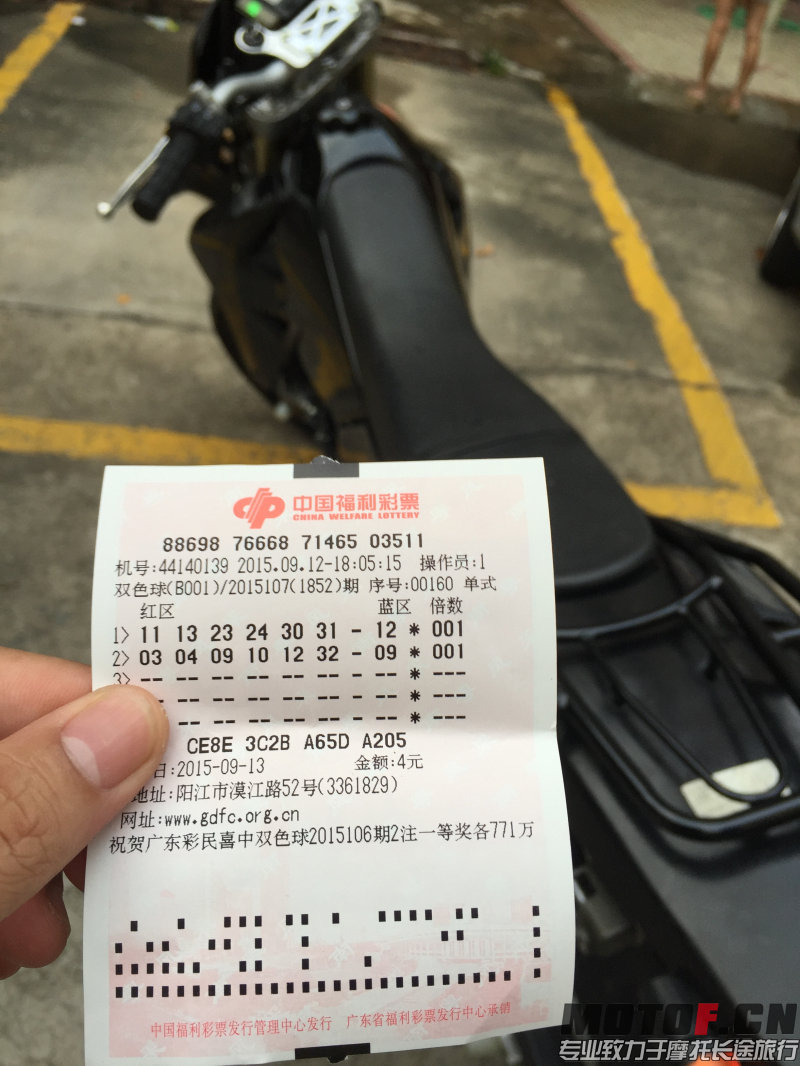 中国福利彩票
CHINA WELFARE LOTTERY
88698 76668 71465 03511
机号:44140139 2015.09.12-18:05:15 操作员:1
双色球(B001)/2015107(1852)期 序号:00160 单式
红区 蓝区 倍数
1> 11 13 23 24 30 31 - 12 * 001
2> 03 04 09 10 12 32 - 09 * 001
3> -- -- -- -- -- -- - -- * ---
-- -- -- -- -- -- - -- * ---
-- -- -- -- -- - -- * ---
CE8E 3C2B A65D A205
日:2015-09-13 金额:4元
地址:阳江市漠江路52号(3361829)
网址:www.gdfc.org.cn
祝贺广东彩民喜中双色球2015106期2注一等奖各771万
中国福利彩票发行管理中心发行 广东省福利彩票发行中心承销
MOTOF.CN
专业致力于摩托长途旅行